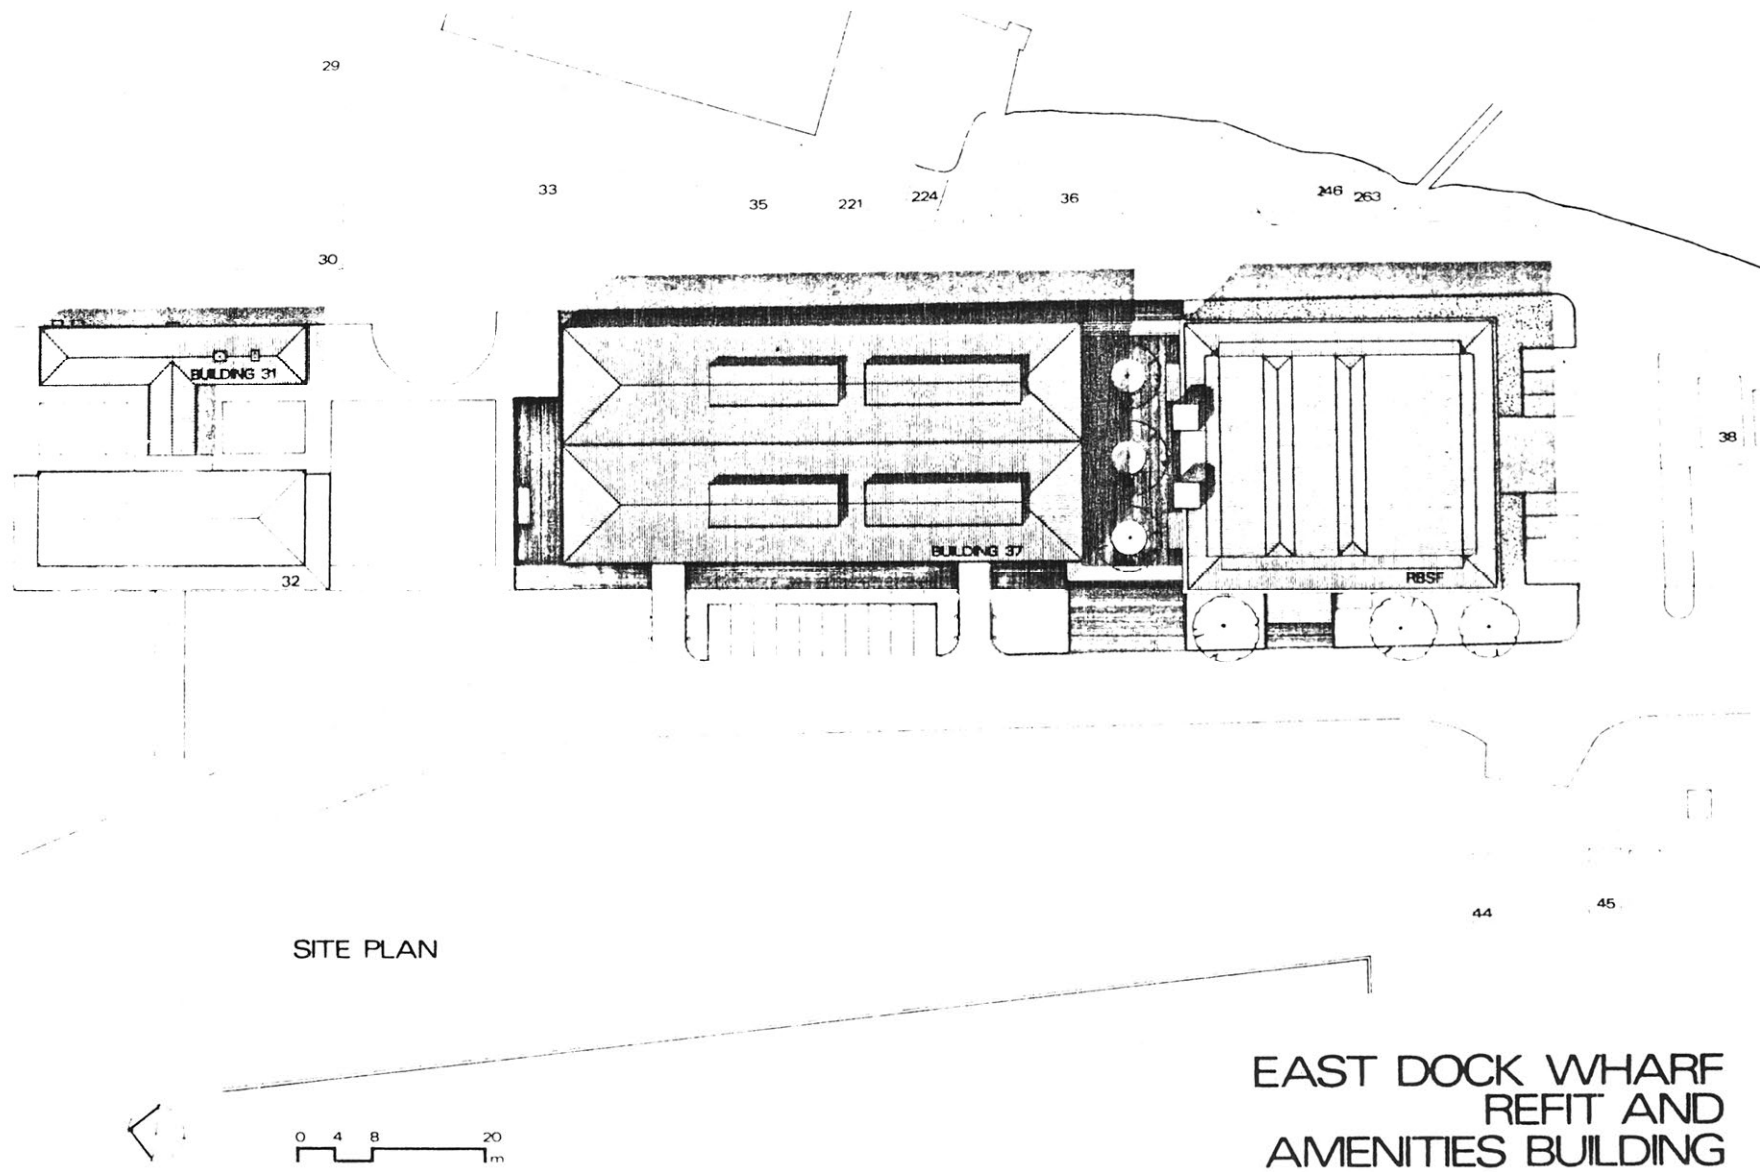 29
33
35
221
224
36
246
263
30
BUILDING 31
38
BUILDING 37
RBSF
32
44
45
SITE PLAN
0 4 8 20
m
EAST DOCK WHARF
REFIT AND
AMENITIES BUILDING